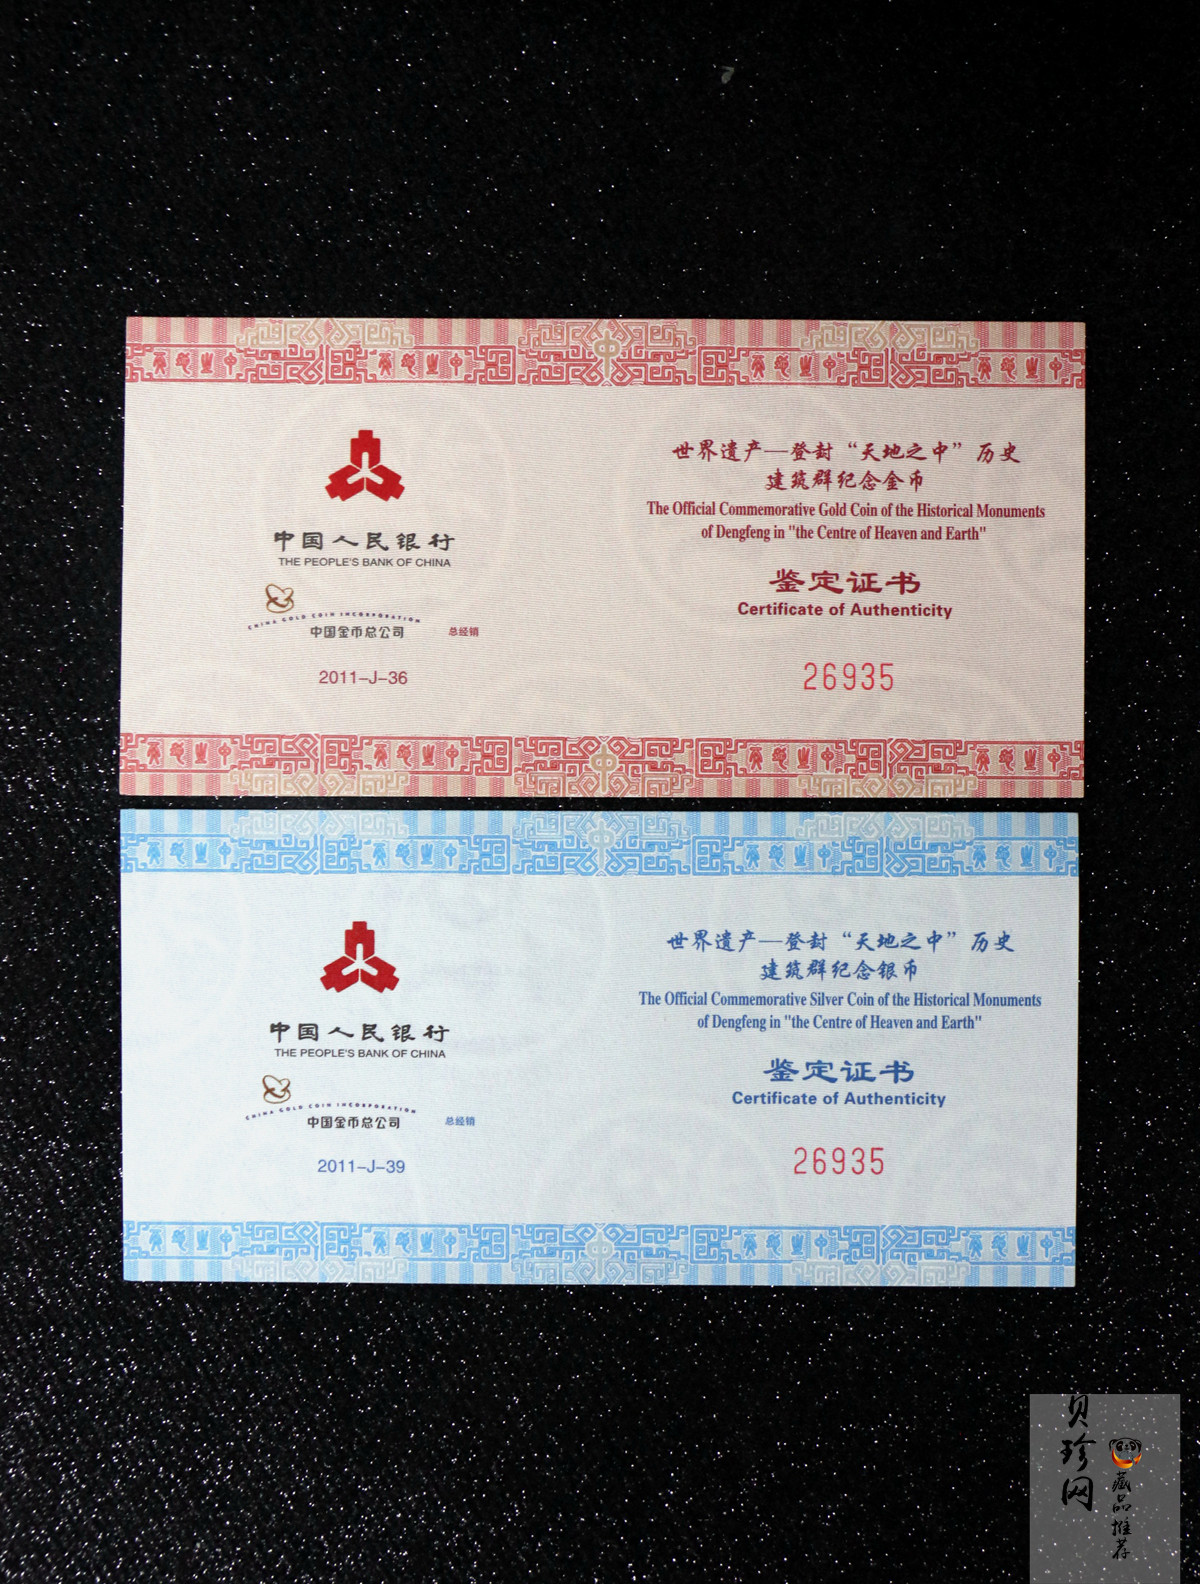 中国人民银行
THE PEOPLE'S BANK OF CHINA
CHINA GOLD COIN INCORPORATION
中国金币总公司 总经销
2011-J-36
世界遗产—登封“天地之中”历史
建筑群纪念金币
The Official Commemorative Gold Coin of the Historical Monuments
of Dengfeng in "the Centre of Heaven and Earth"
鉴定证书
Certificate of Authenticity
26935
中国人民银行
THE PEOPLE'S BANK OF CHINA
CHINA GOLD COIN INCORPORATION
中国金币总公司 总经销
2011-J-39
世界遗产—登封“天地之中”历史
建筑群纪念银币
The Official Commemorative Silver Coin of the Historical Monuments
of Dengfeng in "the Centre of Heaven and Earth"
鉴定证书
Certificate of Authenticity
26935
贝珍网
藏品推荐